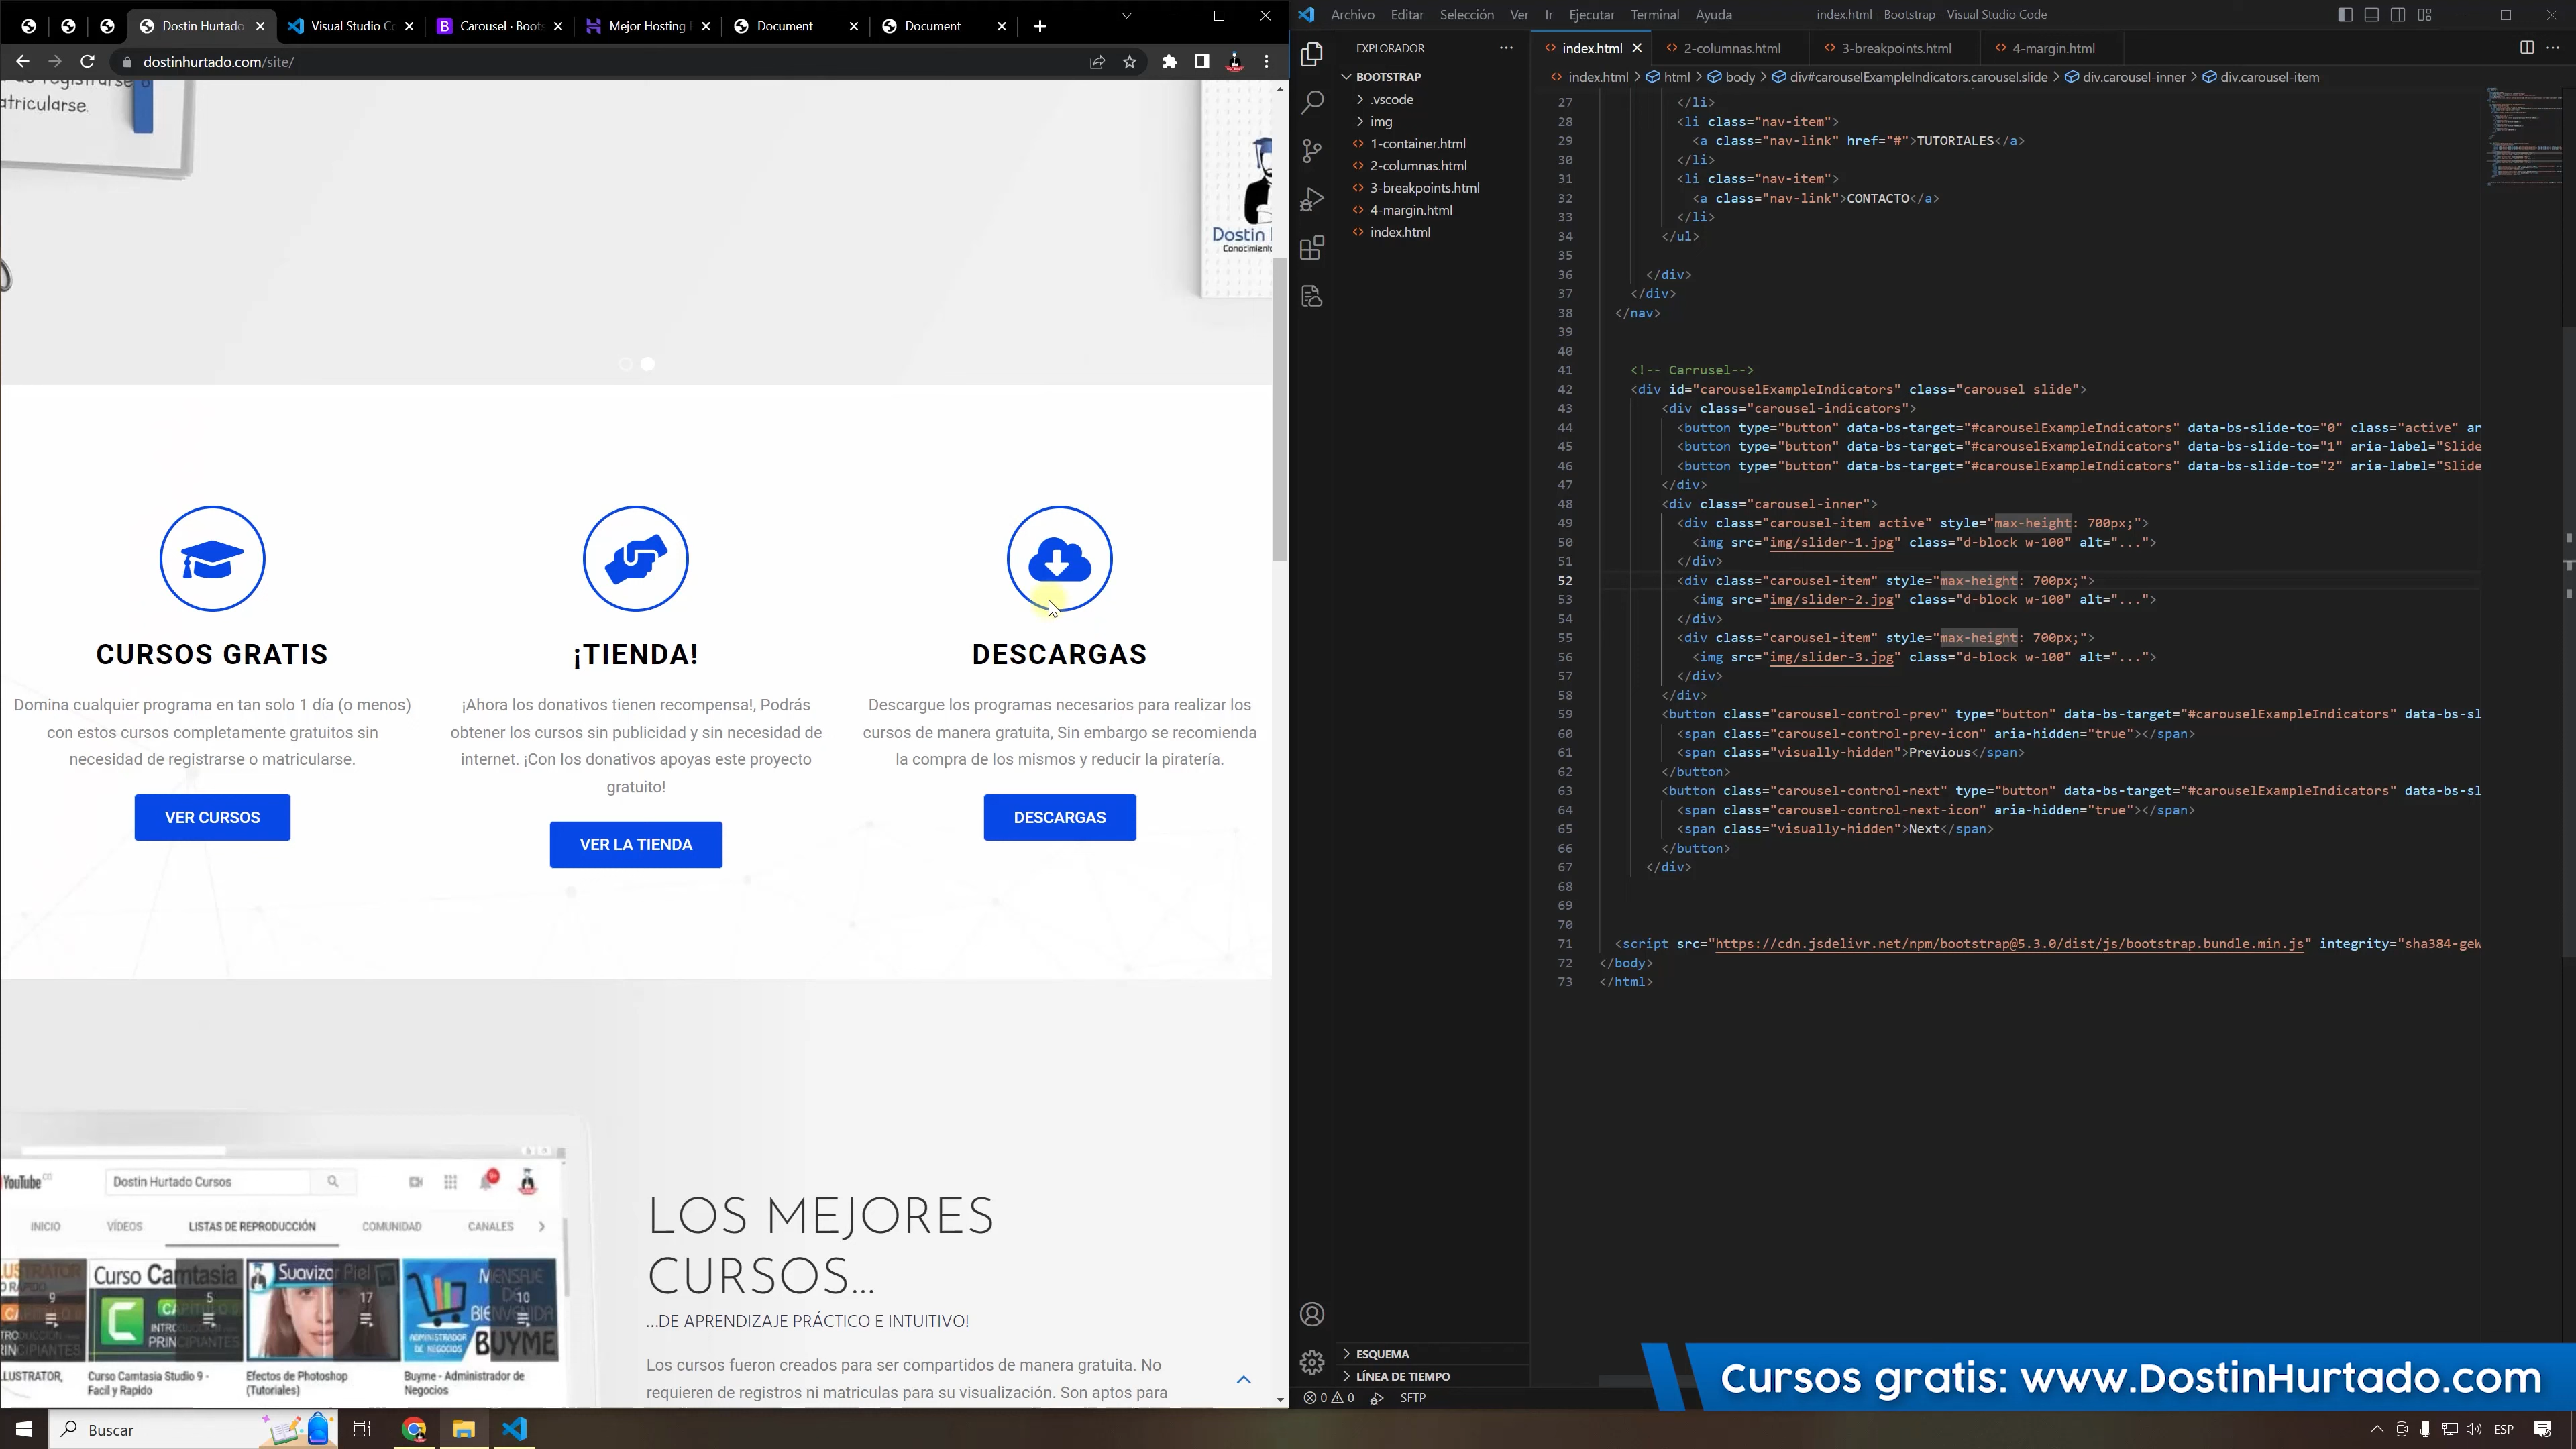 Dostin Hurtado
Visual Studio Co
Carousel · Boots
Mejor Hosting
Document
Document
dostinhurtado.com/site/
de registrarse o
atricularse.
Dostin
Conocimiento
CURSOS GRATIS
Domina cualquier programa en tan solo 1 día (o menos)
con estos cursos completamente gratuitos sin
necesidad de registrarse o matricularse.
VER CURSOS
¡TIENDA!
¡Ahora los donativos tienen recompensa!, Podrás
obtener los cursos sin publicidad y sin necesidad de
internet. ¡Con los donativos apoyas este proyecto
gratuito!
VER LA TIENDA
DESCARGAS
Descargue los programas necesarios para realizar los
cursos de manera gratuita, Sin embargo se recomienda
la compra de los mismos y reducir la piratería.
DESCARGAS
YouTube
Dostin Hurtado Cursos
9+
INICIO VÍDEOS LISTAS DE REPRODUCCIÓN COMUNIDAD CANALES
9
Curso Camtasia
5
Suavizar Piel
17
MENSAJE
DE
BIENVENIDA
10
ADMINISTRADOR
DE NEGOCIOS
BUYME
LUSTRATOR,
Curso Camtasia Studio 9 -
Facil y Rapido
Efectos de Photoshop
(Tutoriales)
Buyme - Administrador de
Negocios
LOS MEJORES
CURSOS...
...DE APRENDIZAJE PRÁCTICO E INTUITIVO!
Los cursos fueron creados para ser compartidos de manera gratuita. No
requieren de registros ni matriculas para su visualización. Son aptos para
Buscar
Archivo Editar Selección Ver Ir Ejecutar Terminal Ayuda
index.html - Bootstrap - Visual Studio Code
EXPLORADOR
BOOTSTRAP
.vscode
img
1-container.html
2-columnas.html
3-breakpoints.html
4-margin.html
index.html
ESQUEMA
LÍNEA DE TIEMPO
index.html
2-columnas.html
3-breakpoints.html
4-margin.html
index.html > html > body > div#carouselExampleIndicators.carousel.slide > div.carousel-inner > div.carousel-item
27 </li>
28 <li class="nav-item">
29 <a class="nav-link" href="#">TUTORIALES</a>
30 </li>
31 <li class="nav-item">
32 <a class="nav-link">CONTACTO</a>
33 </li>
34 </ul>
35
36 </div>
37 </div>
38 </nav>
39
40
41 <!-- Carrusel-->
42 <div id="carouselExampleIndicators" class="carousel slide">
43 <div class="carousel-indicators">
44 <button type="button" data-bs-target="#carouselExampleIndicators" data-bs-slide-to="0" class="active" ar
45 <button type="button" data-bs-target="#carouselExampleIndicators" data-bs-slide-to="1" aria-label="Slide
46 <button type="button" data-bs-target="#carouselExampleIndicators" data-bs-slide-to="2" aria-label="Slide
47 </div>
48 <div class="carousel-inner">
49 <div class="carousel-item active" style="max-height: 700px;">
50 <img src="img/slider-1.jpg" class="d-block w-100" alt="...">
51 </div>
52 <div class="carousel-item" style="max-height: 700px;">
53 <img src="img/slider-2.jpg" class="d-block w-100" alt="...">
54 </div>
55 <div class="carousel-item" style="max-height: 700px;">
56 <img src="img/slider-3.jpg" class="d-block w-100" alt="...">
57 </div>
58 </div>
59 <button class="carousel-control-prev" type="button" data-bs-target="#carouselExampleIndicators" data-bs-sl
60 <span class="carousel-control-prev-icon" aria-hidden="true"></span>
61 <span class="visually-hidden">Previous</span>
62 </button>
63 <button class="carousel-control-next" type="button" data-bs-target="#carouselExampleIndicators" data-bs-sl
64 <span class="carousel-control-next-icon" aria-hidden="true"></span>
65 <span class="visually-hidden">Next</span>
66 </button>
67 </div>
68
69
70
71 <script src="https://cdn.jsdelivr.net/npm/bootstrap@5.3.0/dist/js/bootstrap.bundle.min.js" integrity="sha384-geW
72 </body>
73 </html>
0 0 SFTP
Cursos gratis: www.DostinHurtado.com
ESP